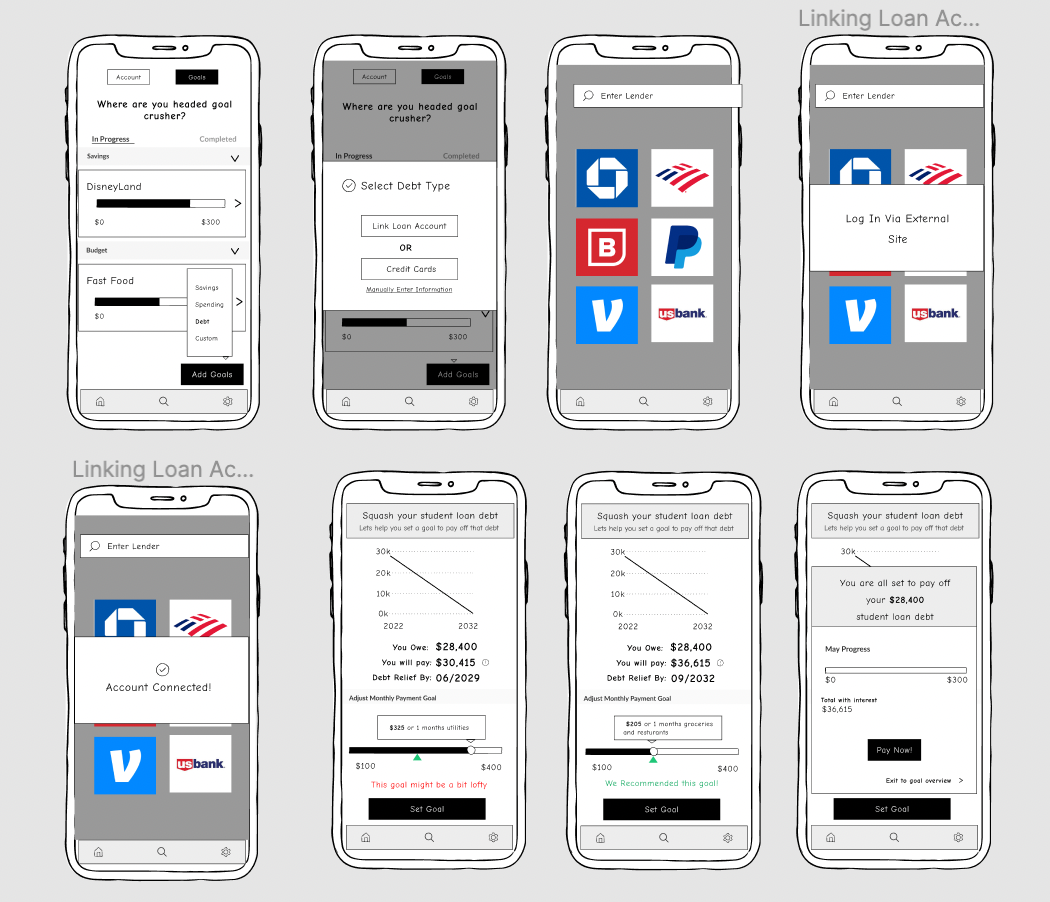 Linking Loan Ac...
Account
Goals
Where are you headed goal
crusher?
In Progress
Completed
Savings
DisneyLand
$0
$300
Budget
Fast Food
$0
Savings
Spending
Debt
Custom
Add Goals
Account
Goals
Where are you headed goal
crusher?
In Progress
Completed
Select Debt Type
Link Loan Account
OR
Credit Cards
Manually Enter Information
$0
$300
Add Goals
Enter Lender
B
usbank
Enter Lender
Log In Via External
Site
usbank
Linking Loan Ac...
Enter Lender
Account Connected!
usbank
Squash your student loan debt
Lets help you set a goal to pay off that debt
30k
20k
10k
0k
2022
2032
You Owe: $28,400
You will pay: $30,415
Debt Relief By: 06/2029
Adjust Monthly Payment Goal
$325 or 1 months utilities
$100
$400
This goal might be a bit lofty
Set Goal
Squash your student loan debt
Lets help you set a goal to pay off that debt
30k
20k
10k
0k
2022
2032
You Owe: $28,400
You will pay: $36,615
Debt Relief By: 09/2032
Adjust Monthly Payment Goal
$205 or 1 months groceries
and resturants
$100
$400
We Recommended this goal!
Set Goal
Squash your student loan debt
Lets help you set a goal to pay off that debt
30k
You are all set to pay off
your $28,400
student loan debt
May Progress
$0
$300
Total with interest
$36,615
Pay Now!
Exit to goal overview >
Set Goal